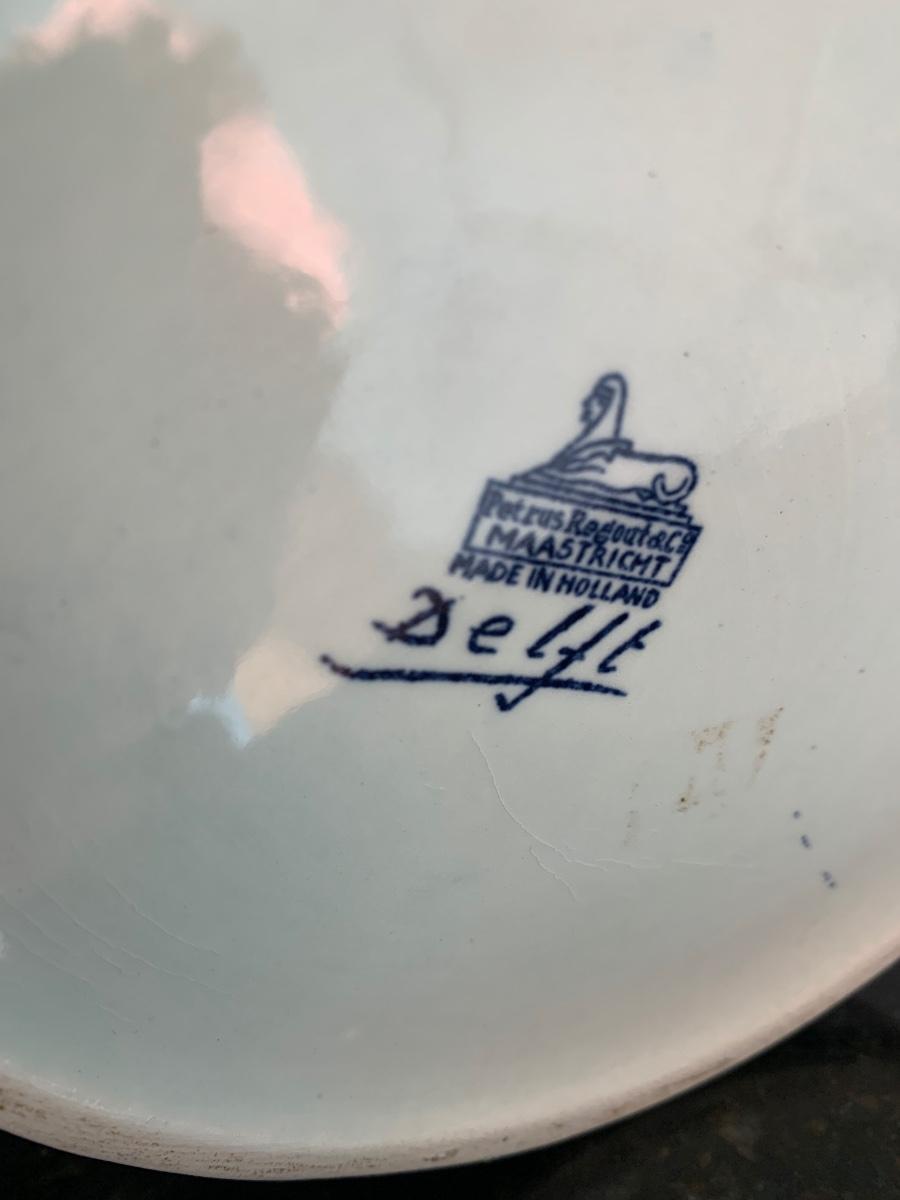 Petrus Regout & Co
MAASTRICHT
MADE IN HOLLAND
Delft